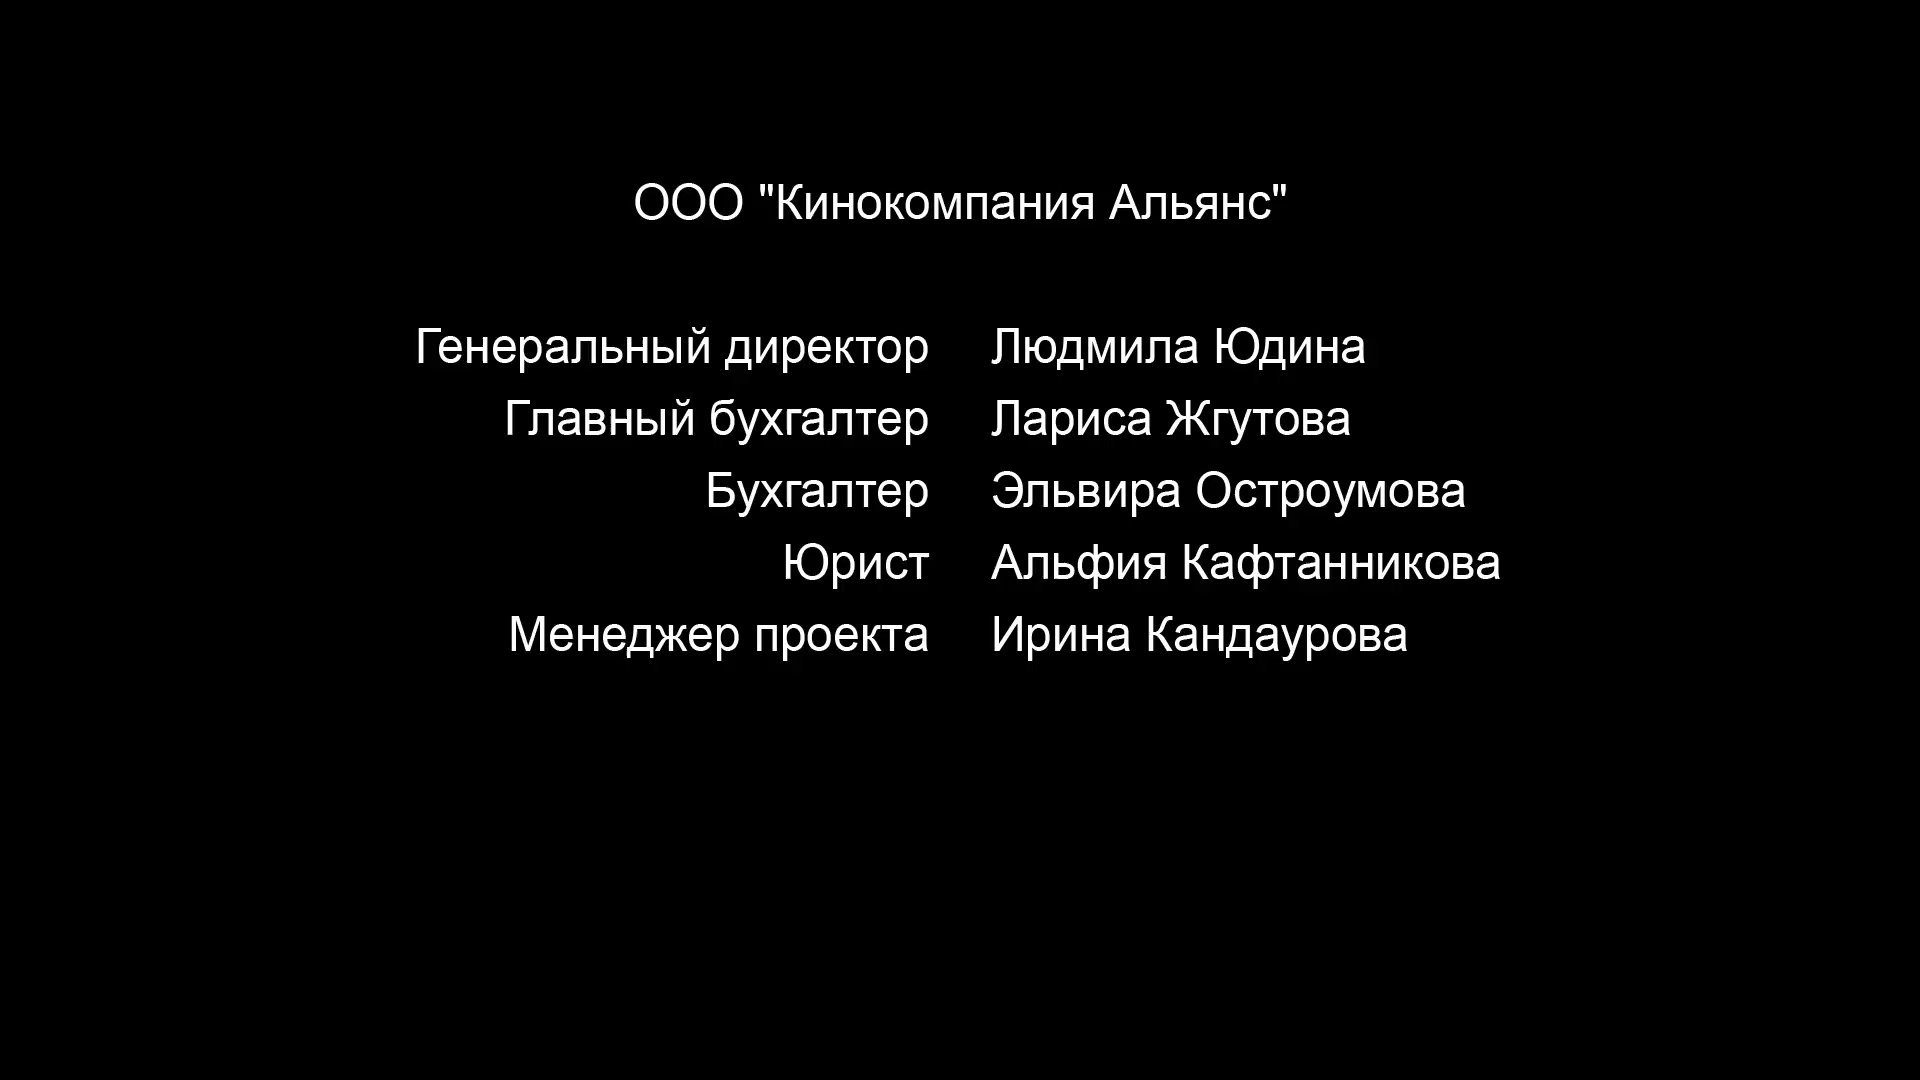 ООО "Кинокомпания Альянс"
Генеральный директор Людмила Юдина
Главный бухгалтер Лариса Жгутова
Бухгалтер Эльвира Остроумова
Юрист Альфия Кафтанникова
Менеджер проекта Ирина Кандаурова